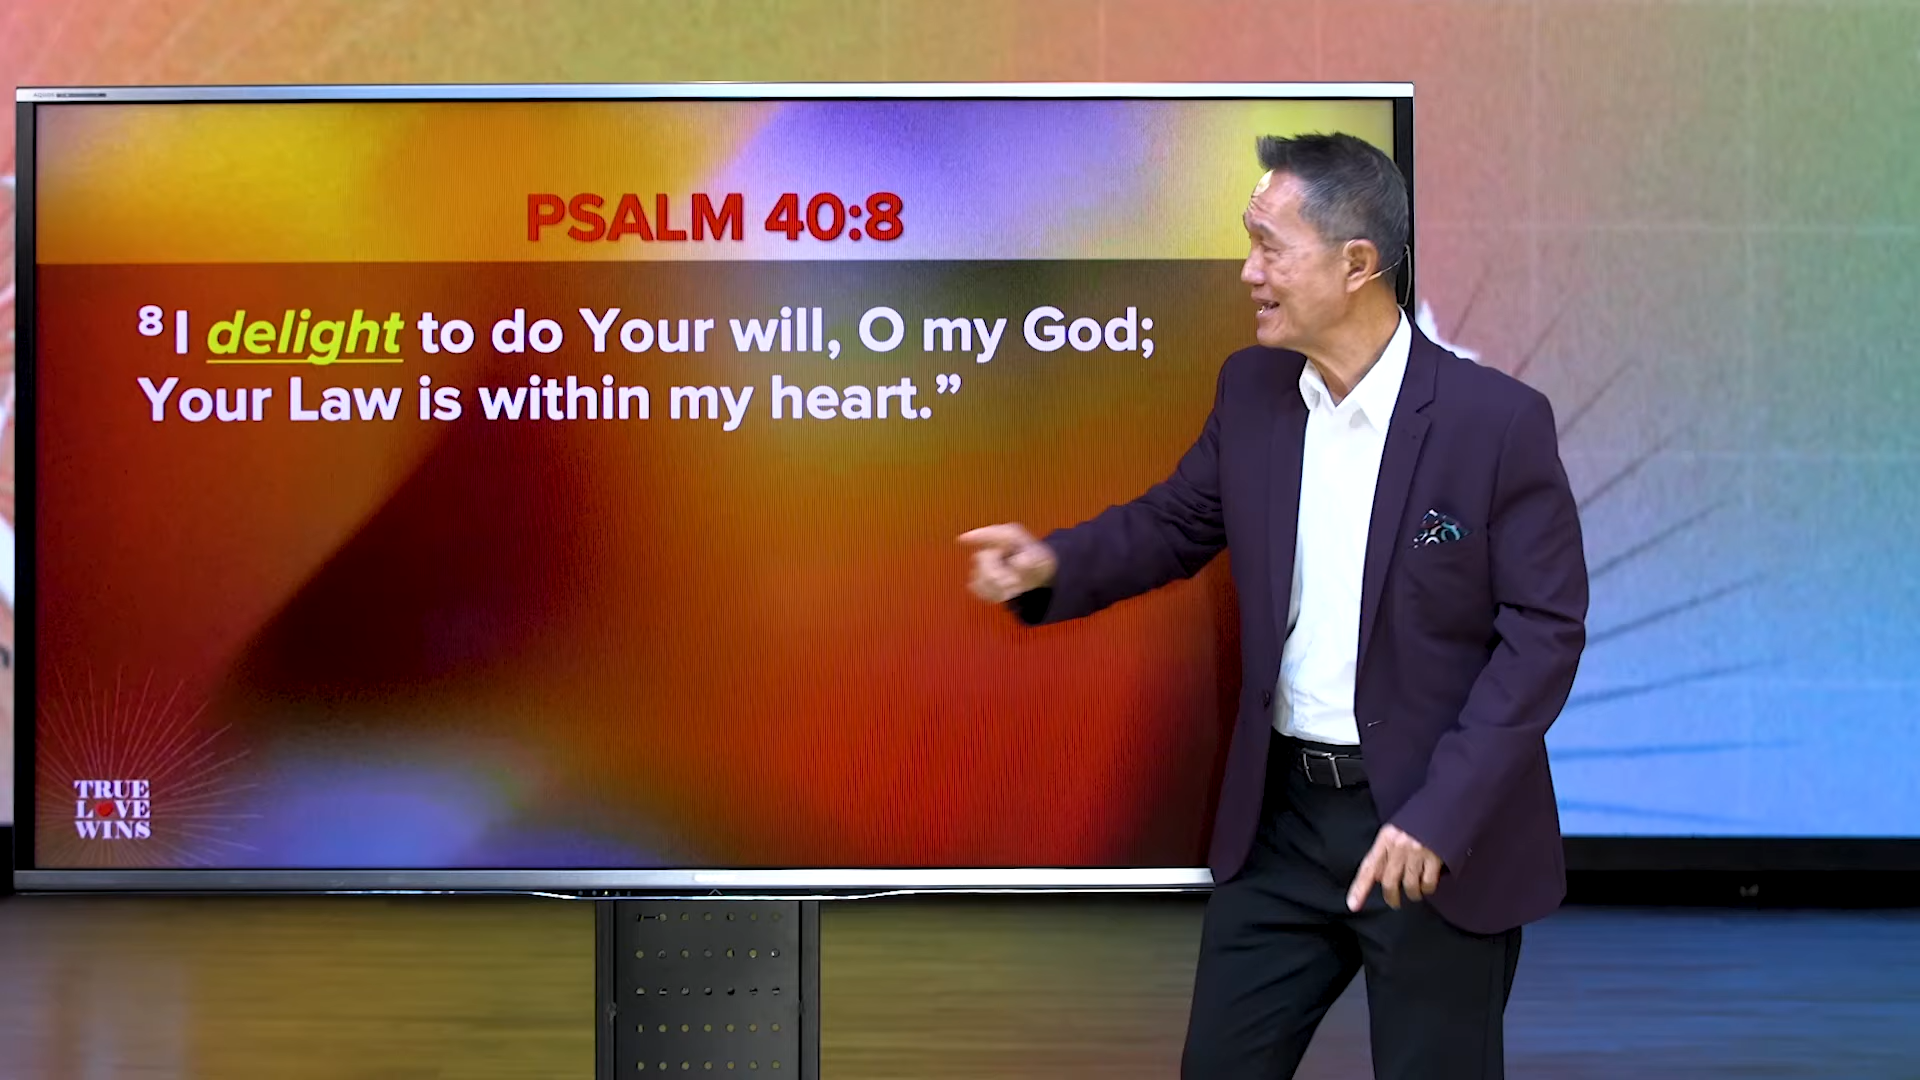 PSALM 40:8
⁸ I delight to do Your will, O my God;
Your Law is within my heart.”
TRUE
LOVE
WINS